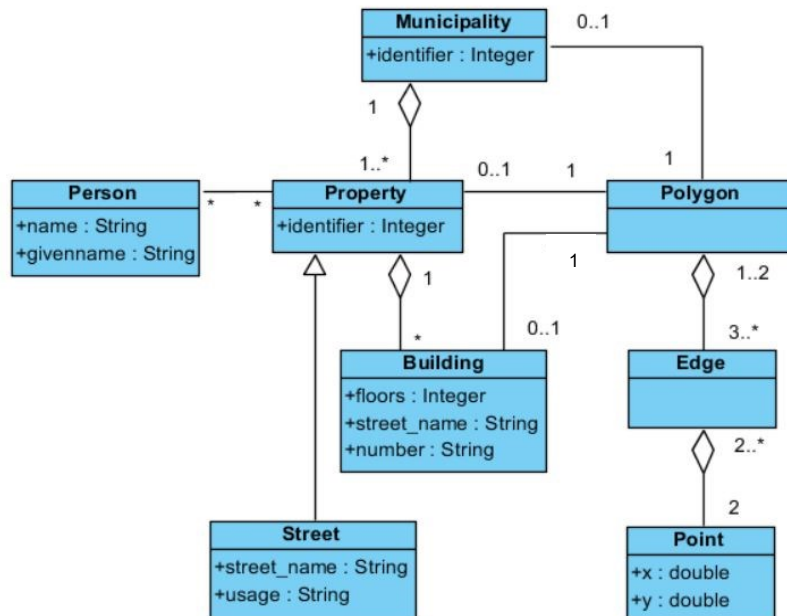 Municipality
0..1
+identifier : Integer
1
1..*
0..1
1
1
Person
Property
Polygon
+name : String
*
*
+identifier : Integer
+givenname : String
1
1
1..2
*
0..1
3..*
Building
Edge
+floors : Integer
+street_name : String
+number : String
2..*
2
Street
Point
+street_name : String
+x : double
+usage : String
+y : double